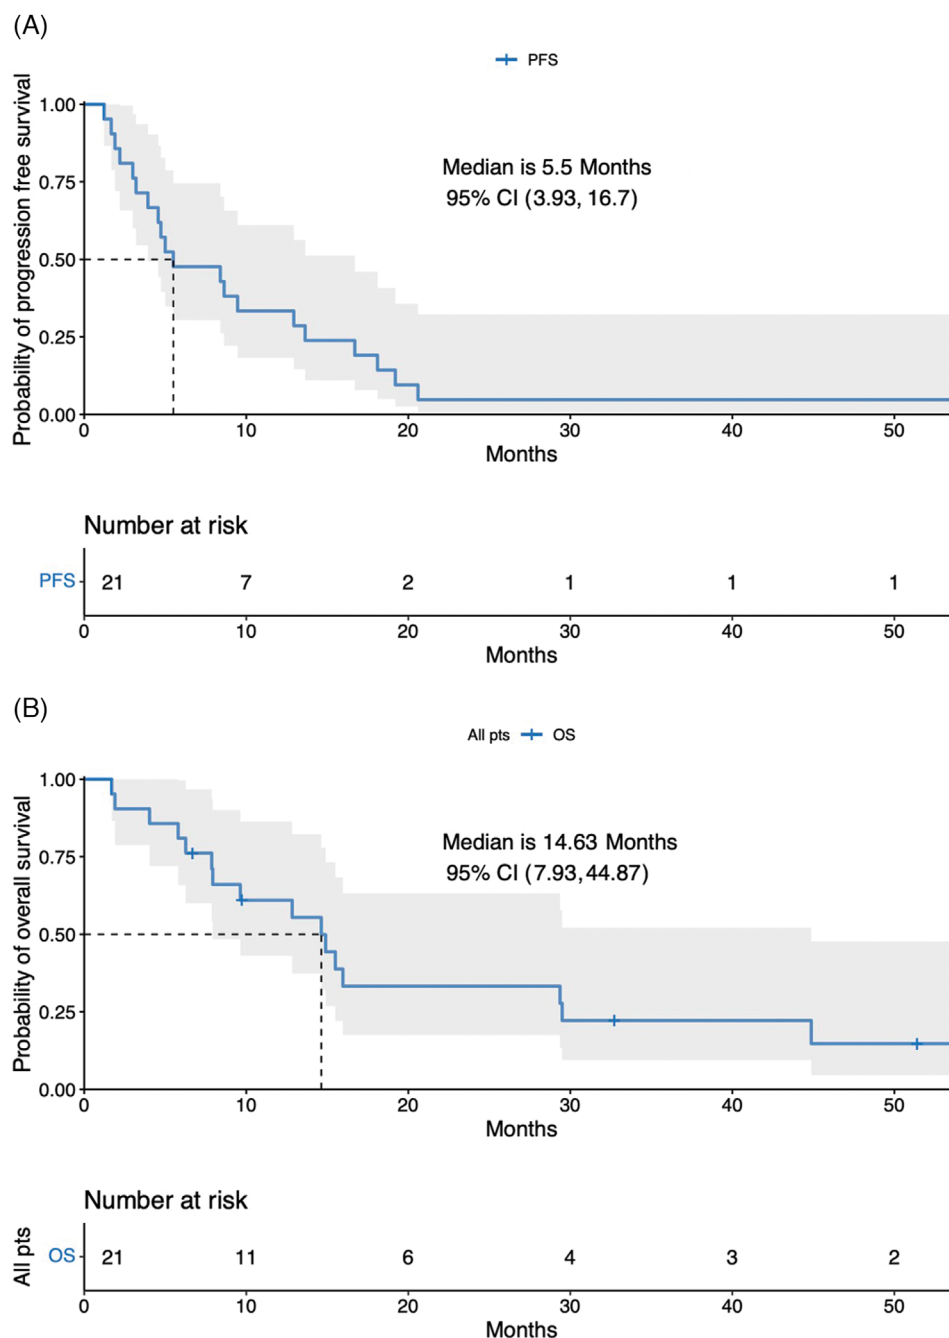 (A)
PFS
Probability of progression free survival
1.00
0.75
0.50
0.25
0.00
Median is 5.5 Months
95% CI (3.93, 16.7)
0 10 20 30 40 50
Months
Number at risk
PFS 21 7 2 1 1 1
0 10 20 30 40 50
Months
(B)
All pts OS
Probability of overall survival
1.00
0.75
0.50
0.25
0.00
Median is 14.63 Months
95% CI (7.93,44.87)
0 10 20 30 40 50
Months
Number at risk
All pts
OS 21 11 6 4 3 2
0 10 20 30 40 50
Months